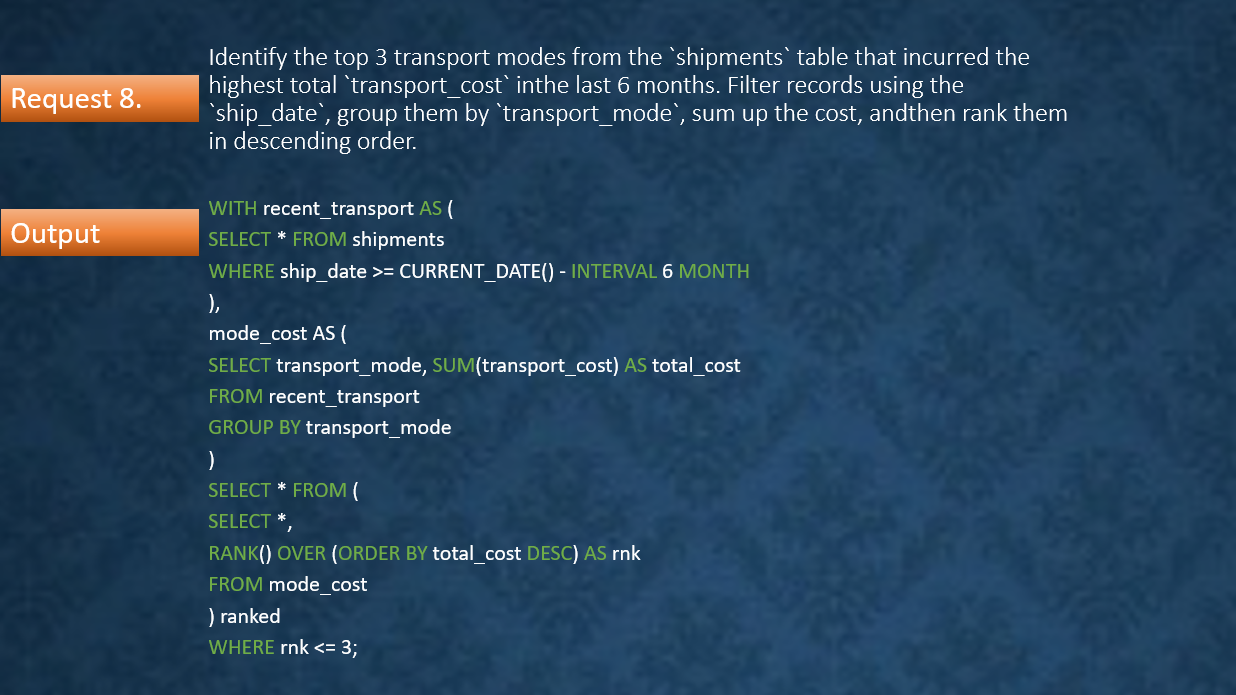 Identify the top 3 transport modes from the `shipments` table that incurred the
Request 8.
highest total `transport_cost` inthe last 6 months. Filter records using the
`ship_date`, group them by `transport_mode`, sum up the cost, andthen rank them
in descending order.
Output
WITH recent_transport AS (
SELECT * FROM shipments
WHERE ship_date >= CURRENT_DATE() - INTERVAL 6 MONTH
),
mode_cost AS (
SELECT transport_mode, SUM(transport_cost) AS total_cost
FROM recent_transport
GROUP BY transport_mode
)
SELECT * FROM (
SELECT *,
RANK() OVER (ORDER BY total_cost DESC) AS rnk
FROM mode_cost
) ranked
WHERE rnk <= 3;